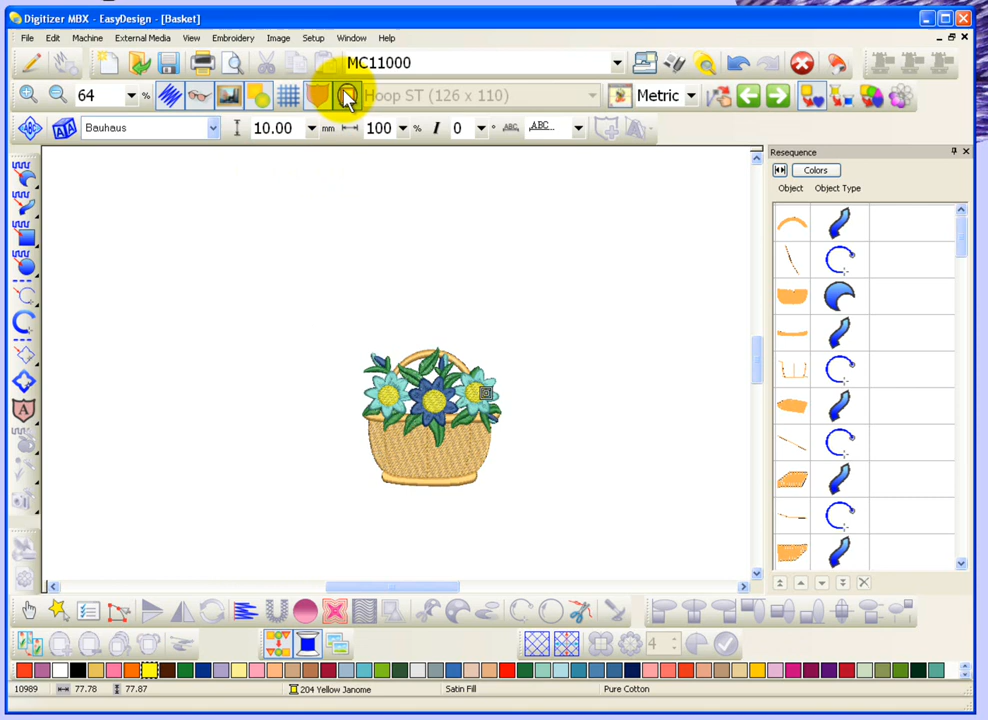 Digitizer MBX - EasyDesign - [Basket]
File Edit Machine External Media View Embroidery Image Setup Window Help
MC11000
64 % Hoop ST (126 x 110) Metric
Bauhaus 10.00 mm 100 % I 0 ° ABC ABC...
Resequence
Colors
Object Object Type
A
4
10989 77.78 77.87 204 Yellow Janome Satin Fill Pure Cotton